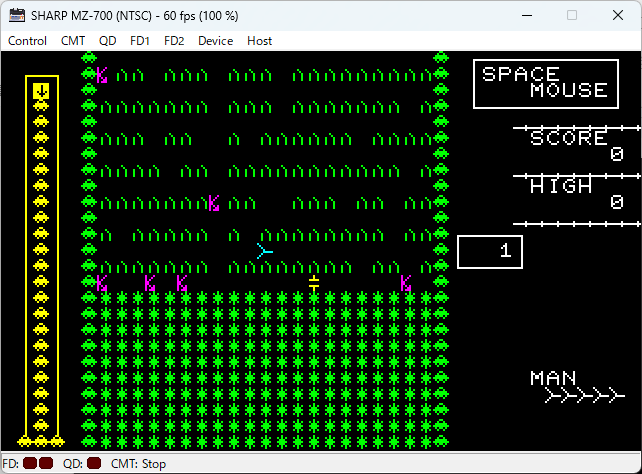 SHARP MZ-700 (NTSC) - 60 fps (100 %)
Control CMT QD FD1 FD2 Device Host
SPACE
MOUSE
SCORE
0
HIGH
0
1
MAN
FD: QD: CMT: Stop